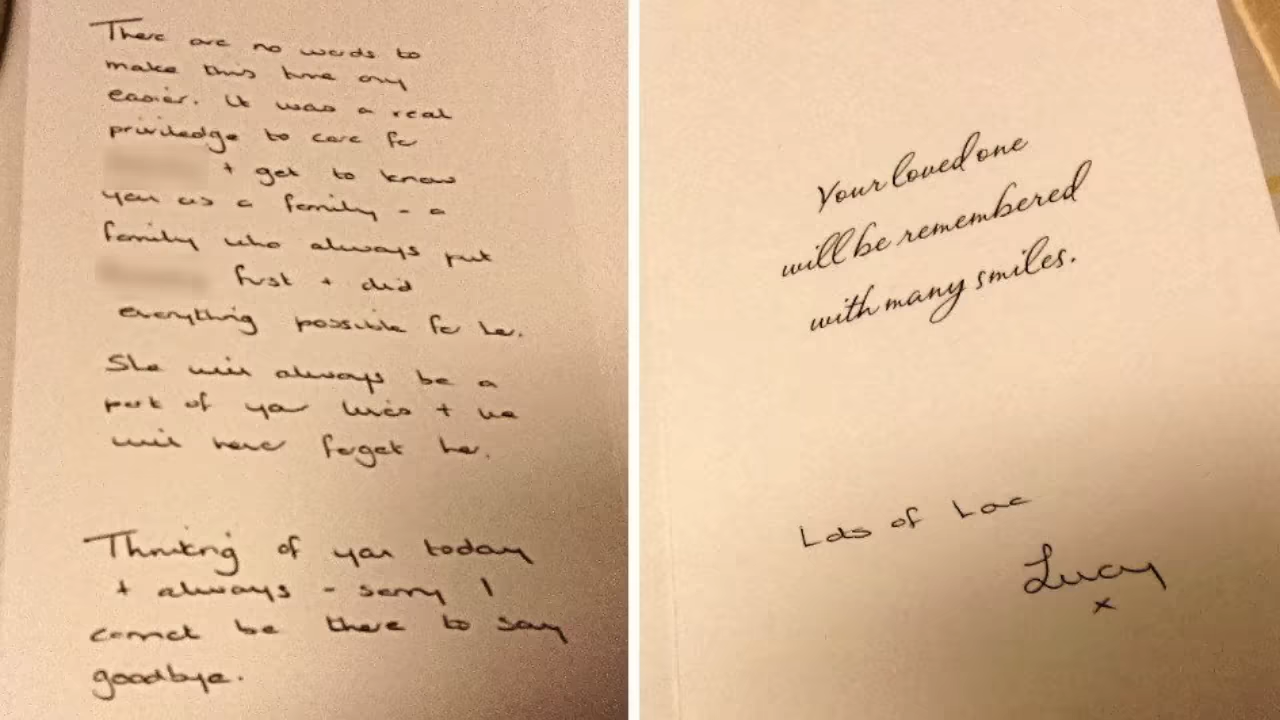 There are no words to
make this time any
easier. It was a real
priviledge to care for
+ get to know
you as a family - a
family who always put
first + did
everything possible for her.
She will always be a
part of your lives + we
will never forget her.
Thinking of you today
+ always - sorry I
cannot be there to say
goodbye.
Your loved one
will be remembered
with many smiles.
Lots of Love
Lucy
x